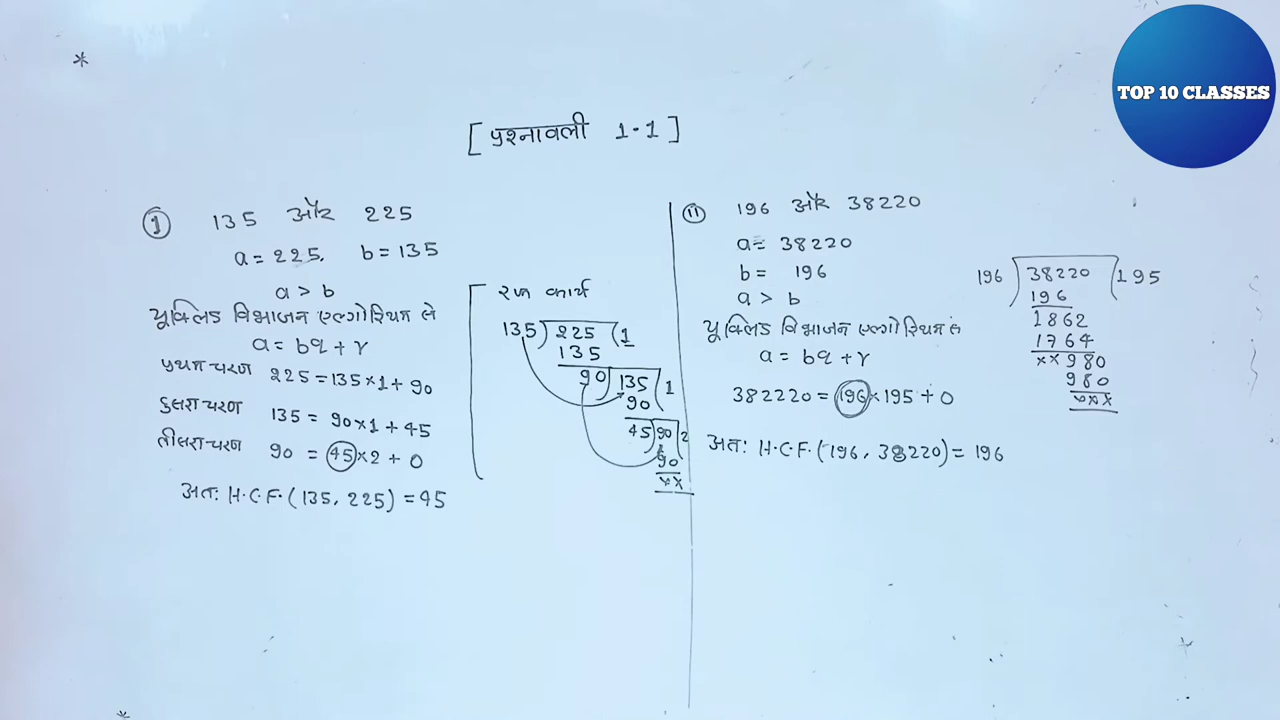 TOP 10 CLASSES
[ प्रश्नावली 1.1 ]
(i) 135 और 225
a = 225, b = 135
a > b
यूक्लिड विभाजन एल्गोरिथम से
a = bq + r
प्रथम चरण 225 = 135×1 + 90
दुसरा चरण 135 = 90×1 + 45
तीसरा चरण 90 = 45×2 + 0
अतः H.C.F. (135, 225) = 45
रफ कार्य
135) 225 (1
135
90) 135 (1
90
45) 90 (2
90
××
(ii) 196 और 38220
a = 38220
b = 196
a > b
यूक्लिड विभाजन एल्गोरिथम से
a = bq + r
382220 = 196 × 195 + 0
अतः H.C.F. (196, 38220) = 196
196) 38220 (195
196
1862
1764
××980
980
×××